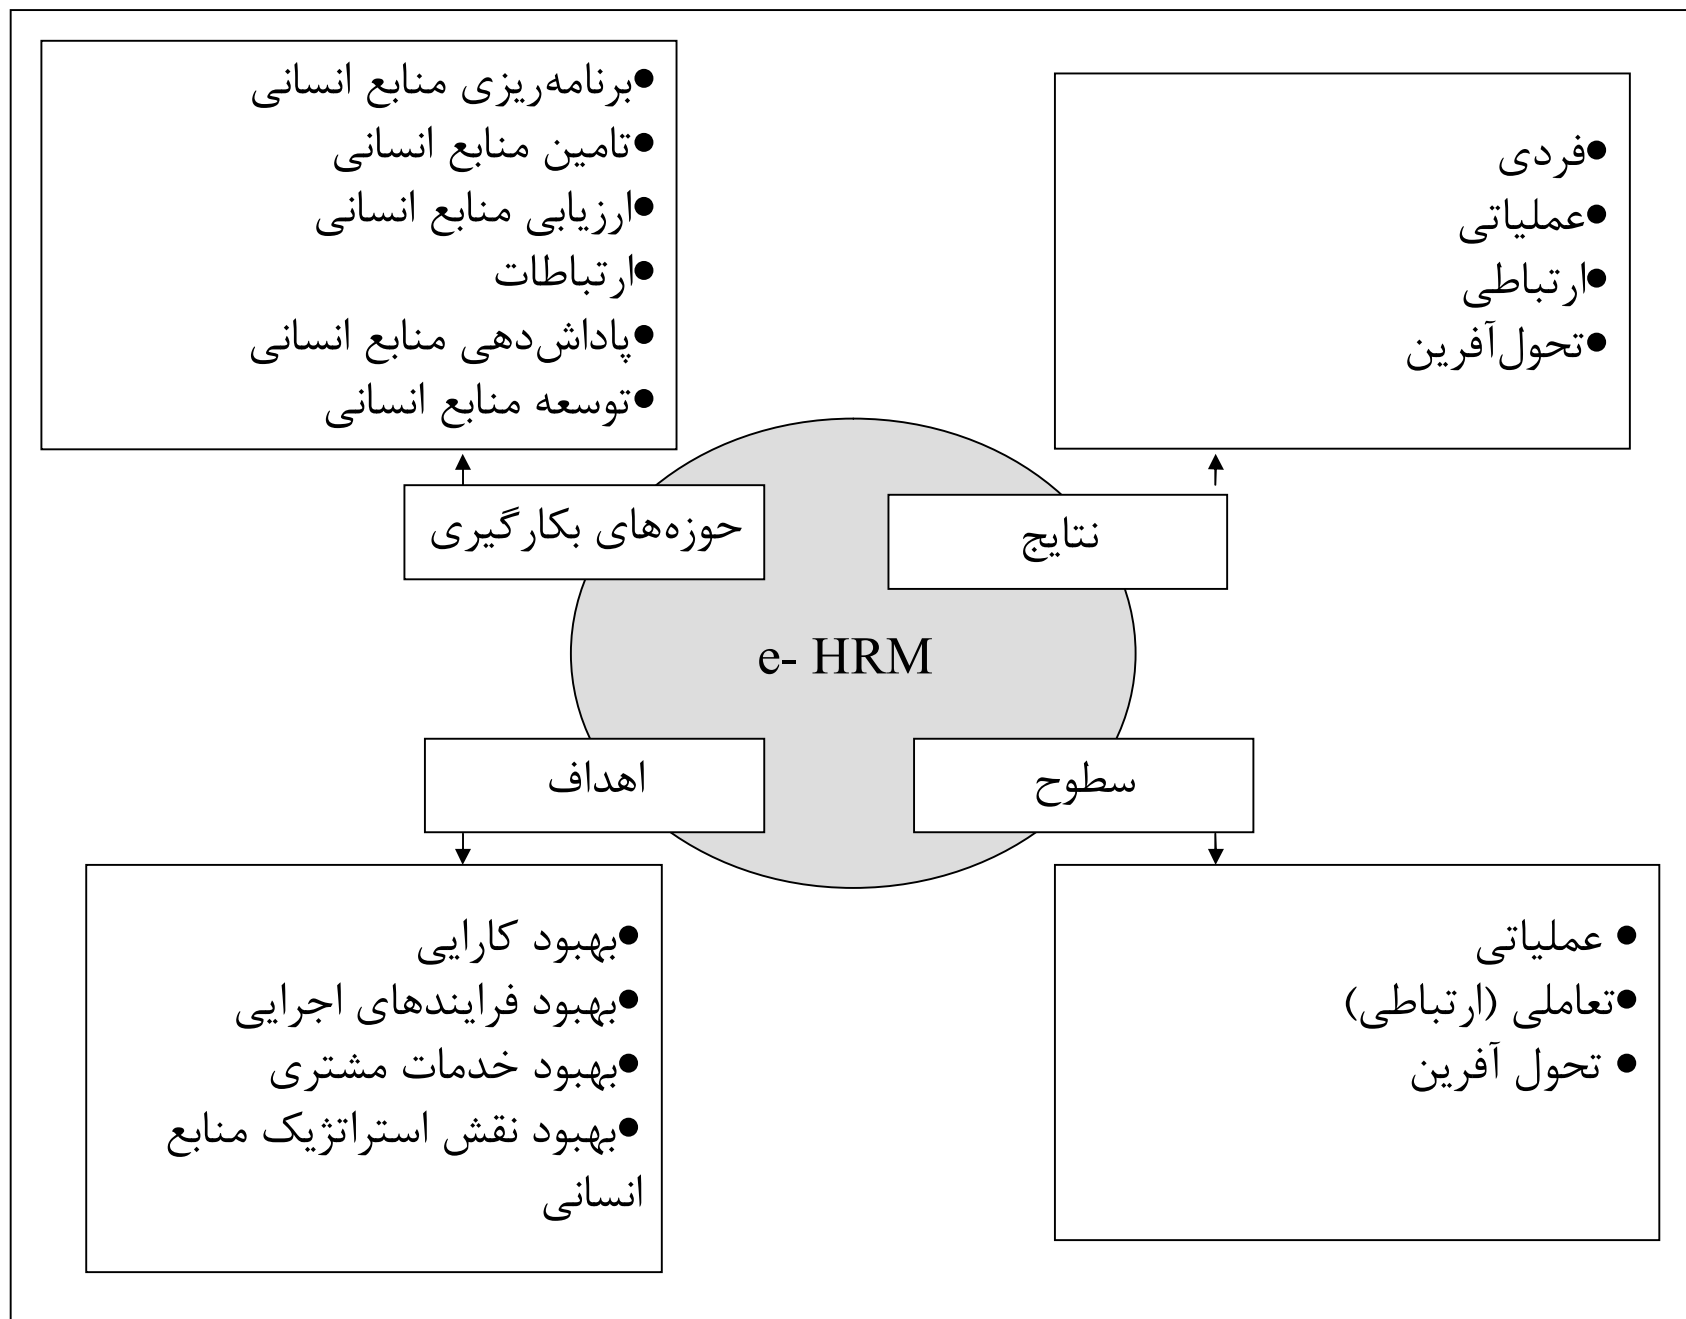 ●فردی
●عملیاتی
●ارتباطی
●تحول‌آفرین
نتایج
●برنامه‌ریزی منابع انسانی
●تامین منابع انسانی
●ارزیابی منابع انسانی
●ارتباطات
●پاداش‌دهی منابع انسانی
●توسعه منابع انسانی
حوزه‌های بکارگیری
e- HRM
سطوح
● عملیاتی
●تعاملی (ارتباطی)
● تحول آفرین
اهداف
●بهبود کارایی
●بهبود فرایندهای اجرایی
●بهبود خدمات مشتری
●بهبود نقش استراتژیک منابع
انسانی